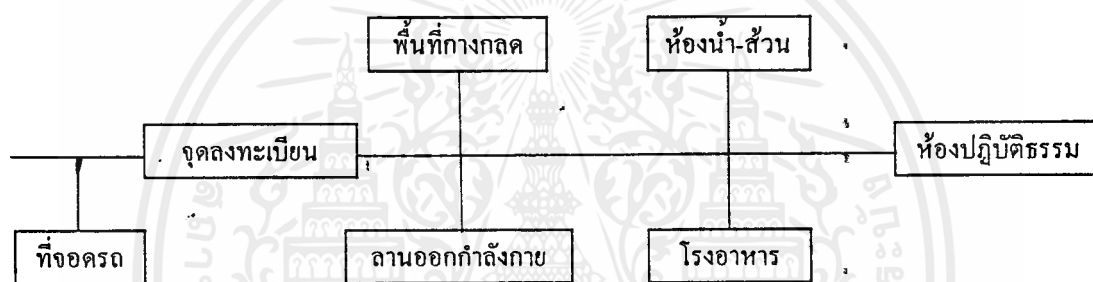 พื้นที่กางกลด
ห้องน้ำ-ส้วน
จุดลงทะเบียน
ห้องปฏิบัติธรรม
ที่จอดรถ
ลานออกกำลังกาย
โรงอาหาร